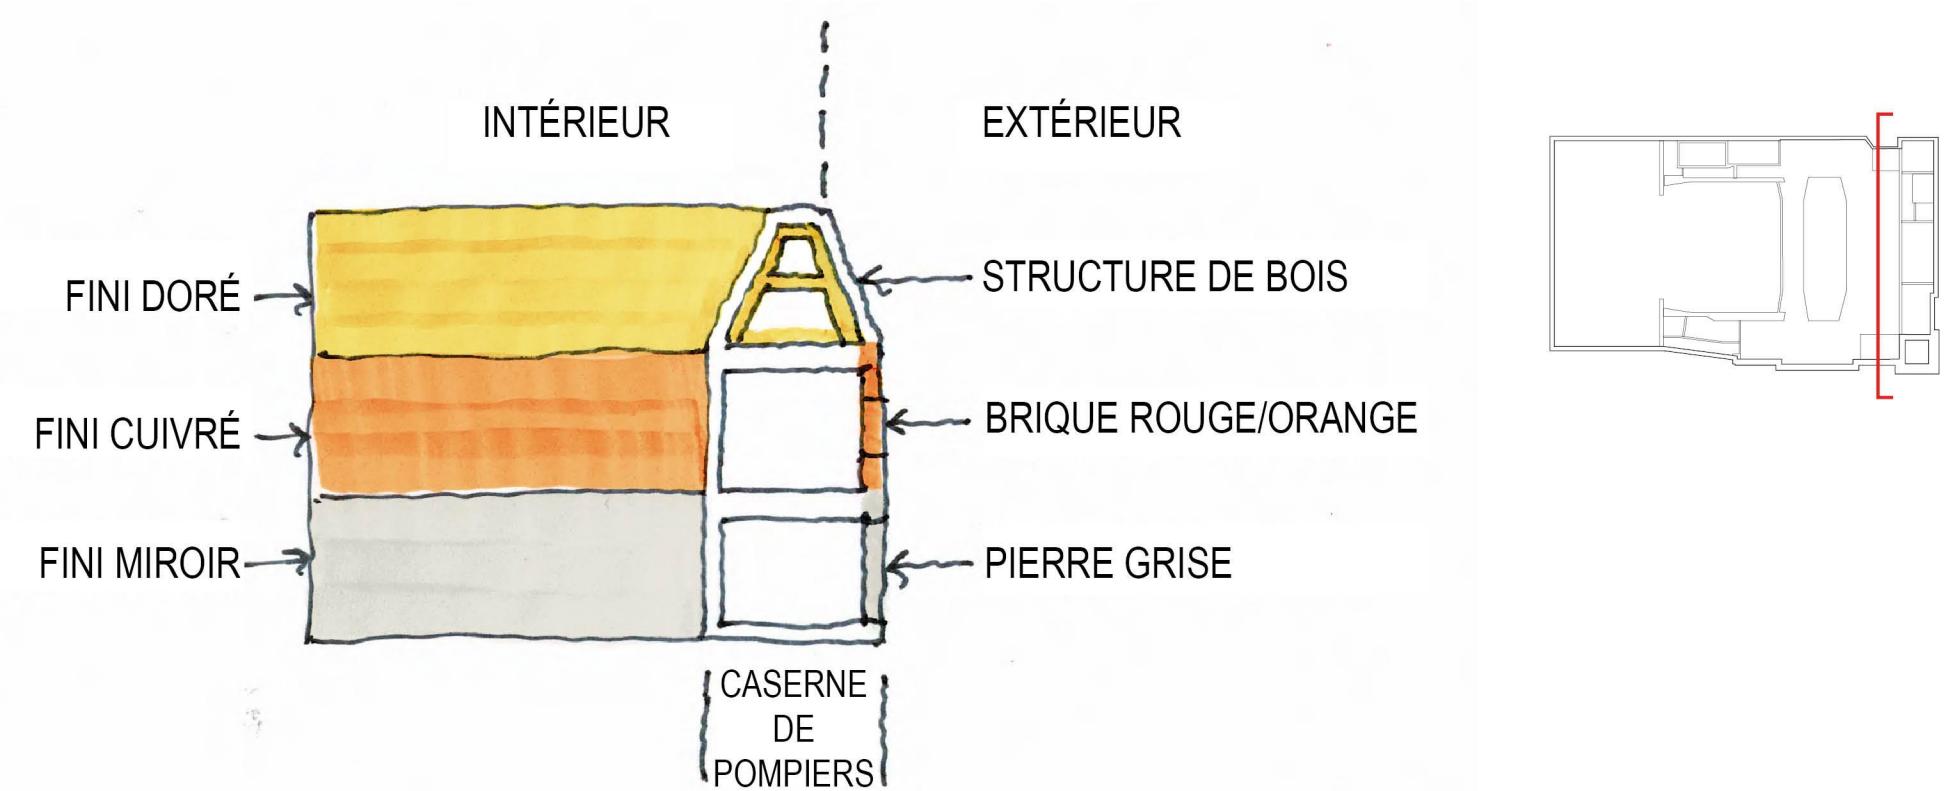 INTÉRIEUR
EXTÉRIEUR
FINI DORÉ
STRUCTURE DE BOIS
FINI CUIVRÉ
BRIQUE ROUGE/ORANGE
FINI MIROIR
PIERRE GRISE
CASERNE
DE
POMPIERS